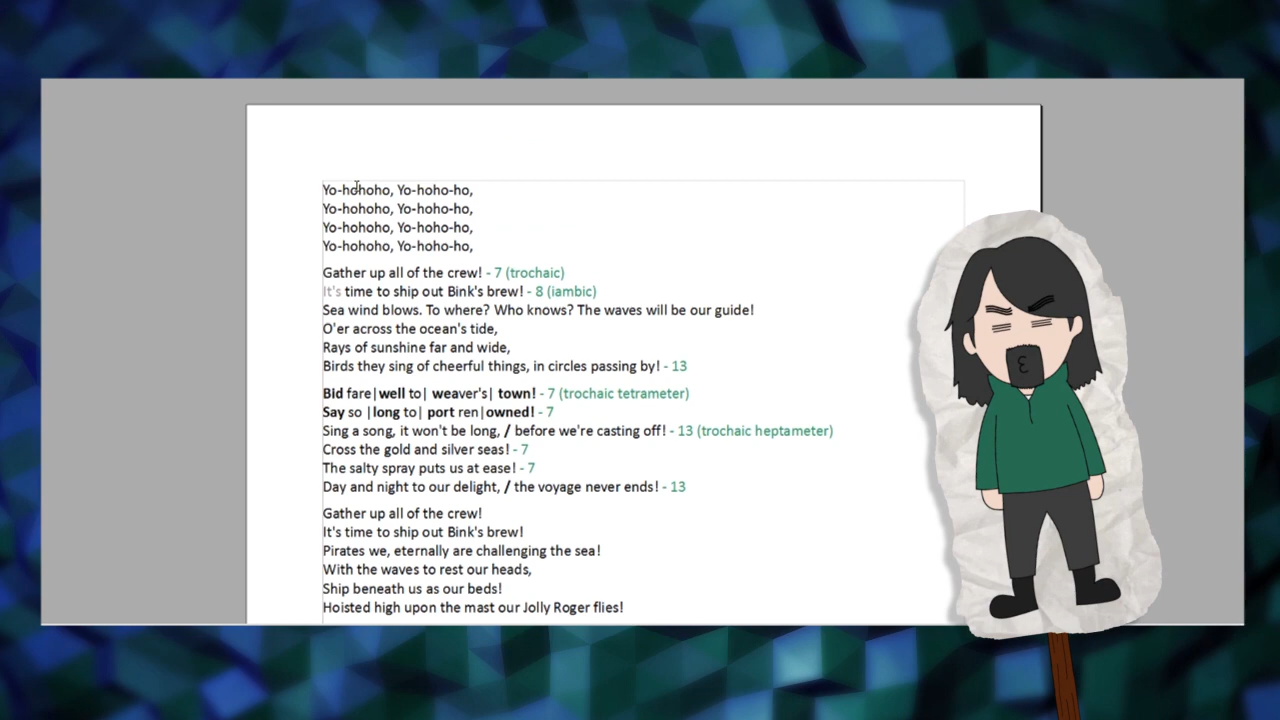 Yo-hohoho, Yo-hoho-ho,
Yo-hohoho, Yo-hoho-ho,
Yo-hohoho, Yo-hoho-ho,
Yo-hohoho, Yo-hoho-ho,
Gather up all of the crew! - 7 (trochaic)
It's time to ship out Bink's brew! - 8 (iambic)
Sea wind blows. To where? Who knows? The waves will be our guide!
O'er across the ocean's tide,
Rays of sunshine far and wide,
Birds they sing of cheerful things, in circles passing by! - 13
Bid fare|well to| weaver's| town! - 7 (trochaic tetrameter)
Say so |long to| port ren|owned! - 7
Sing a song, it won't be long, / before we're casting off! - 13 (trochaic heptameter)
Cross the gold and silver seas! - 7
The salty spray puts us at ease! - 7
Day and night to our delight, / the voyage never ends! - 13
Gather up all of the crew!
It's time to ship out Bink's brew!
Pirates we, eternally are challenging the sea!
With the waves to rest our heads,
Ship beneath us as our beds!
Hoisted high upon the mast our Jolly Roger flies!